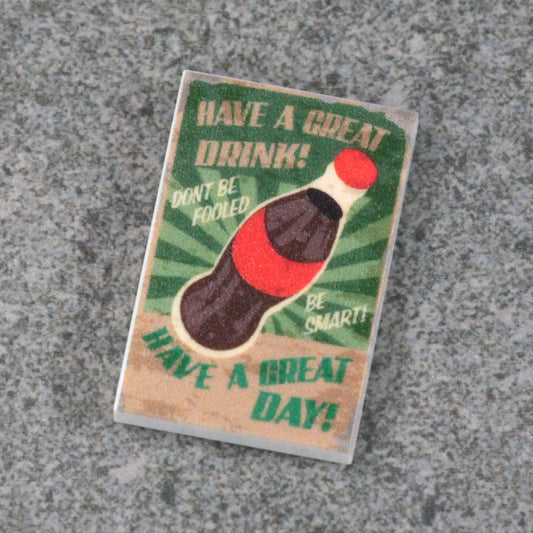 HAVE A GREAT
DRINK!
DONT BE
FOOLED
BE
SMART!
HAVE A GREAT
DAY!